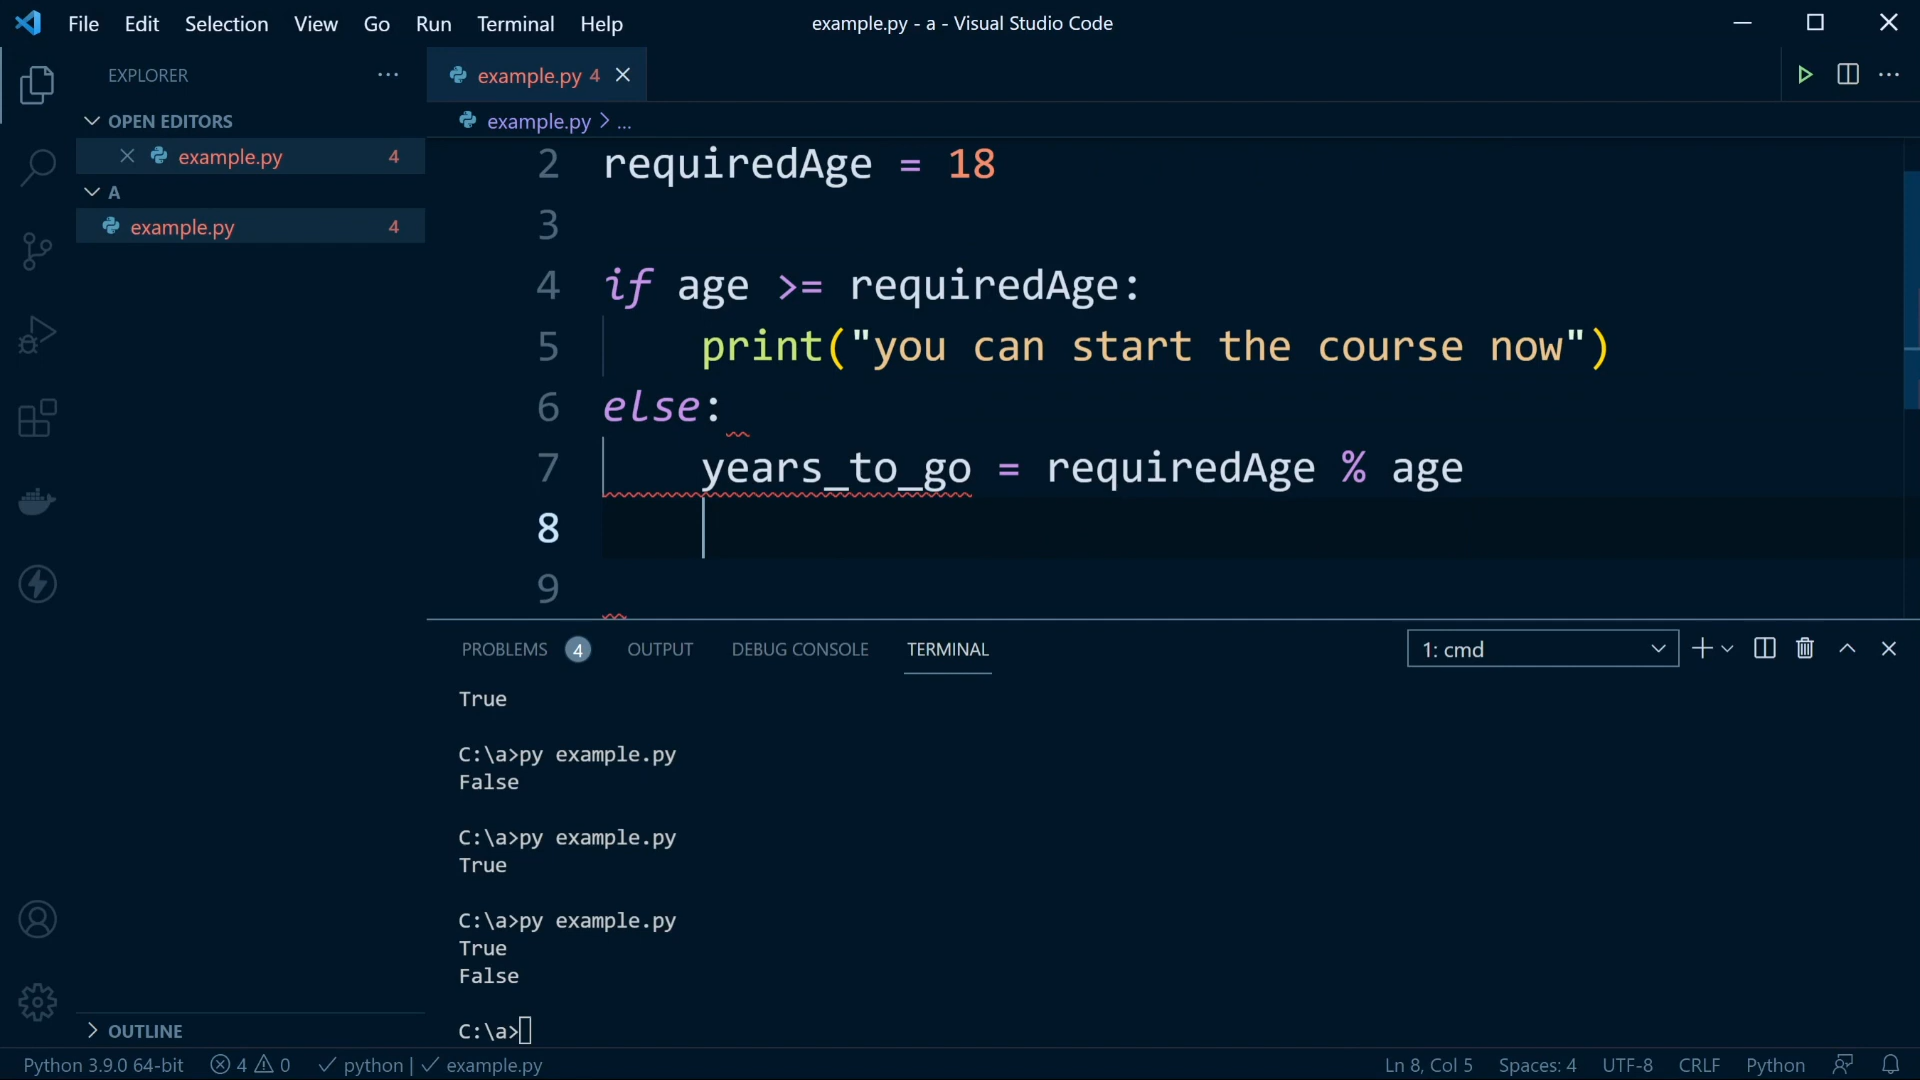 File Edit Selection View Go Run Terminal Help
example.py - a - Visual Studio Code
EXPLORER ...
example.py 4
OPEN EDITORS
example.py > ...
example.py 4
A
example.py 4
2 requiredAge = 18
3
4 if age >= requiredAge:
5 print("you can start the course now")
6 else:
7 years_to_go = requiredAge % age
8
9
PROBLEMS 4 OUTPUT DEBUG CONSOLE TERMINAL
1: cmd
True
C:\a>py example.py
False
C:\a>py example.py
True
C:\a>py example.py
True
False
C:\a>
OUTLINE
Python 3.9.0 64-bit 4 0 python | example.py
Ln 8, Col 5 Spaces: 4 UTF-8 CRLF Python